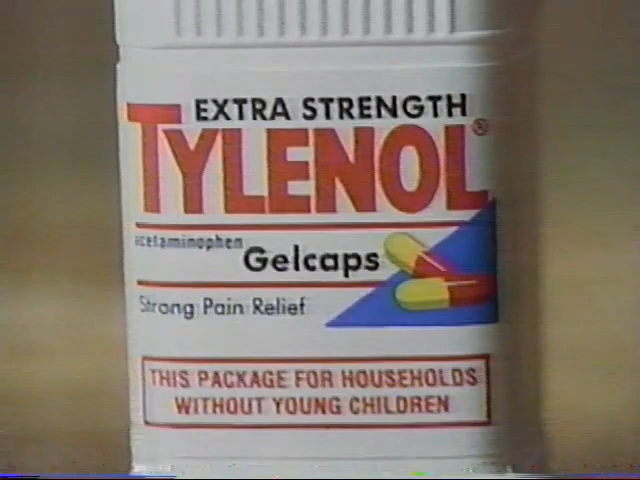 EXTRA STRENGTH
TYLENOL®
acetaminophen
Gelcaps
Strong Pain Relief
THIS PACKAGE FOR HOUSEHOLDS
WITHOUT YOUNG CHILDREN